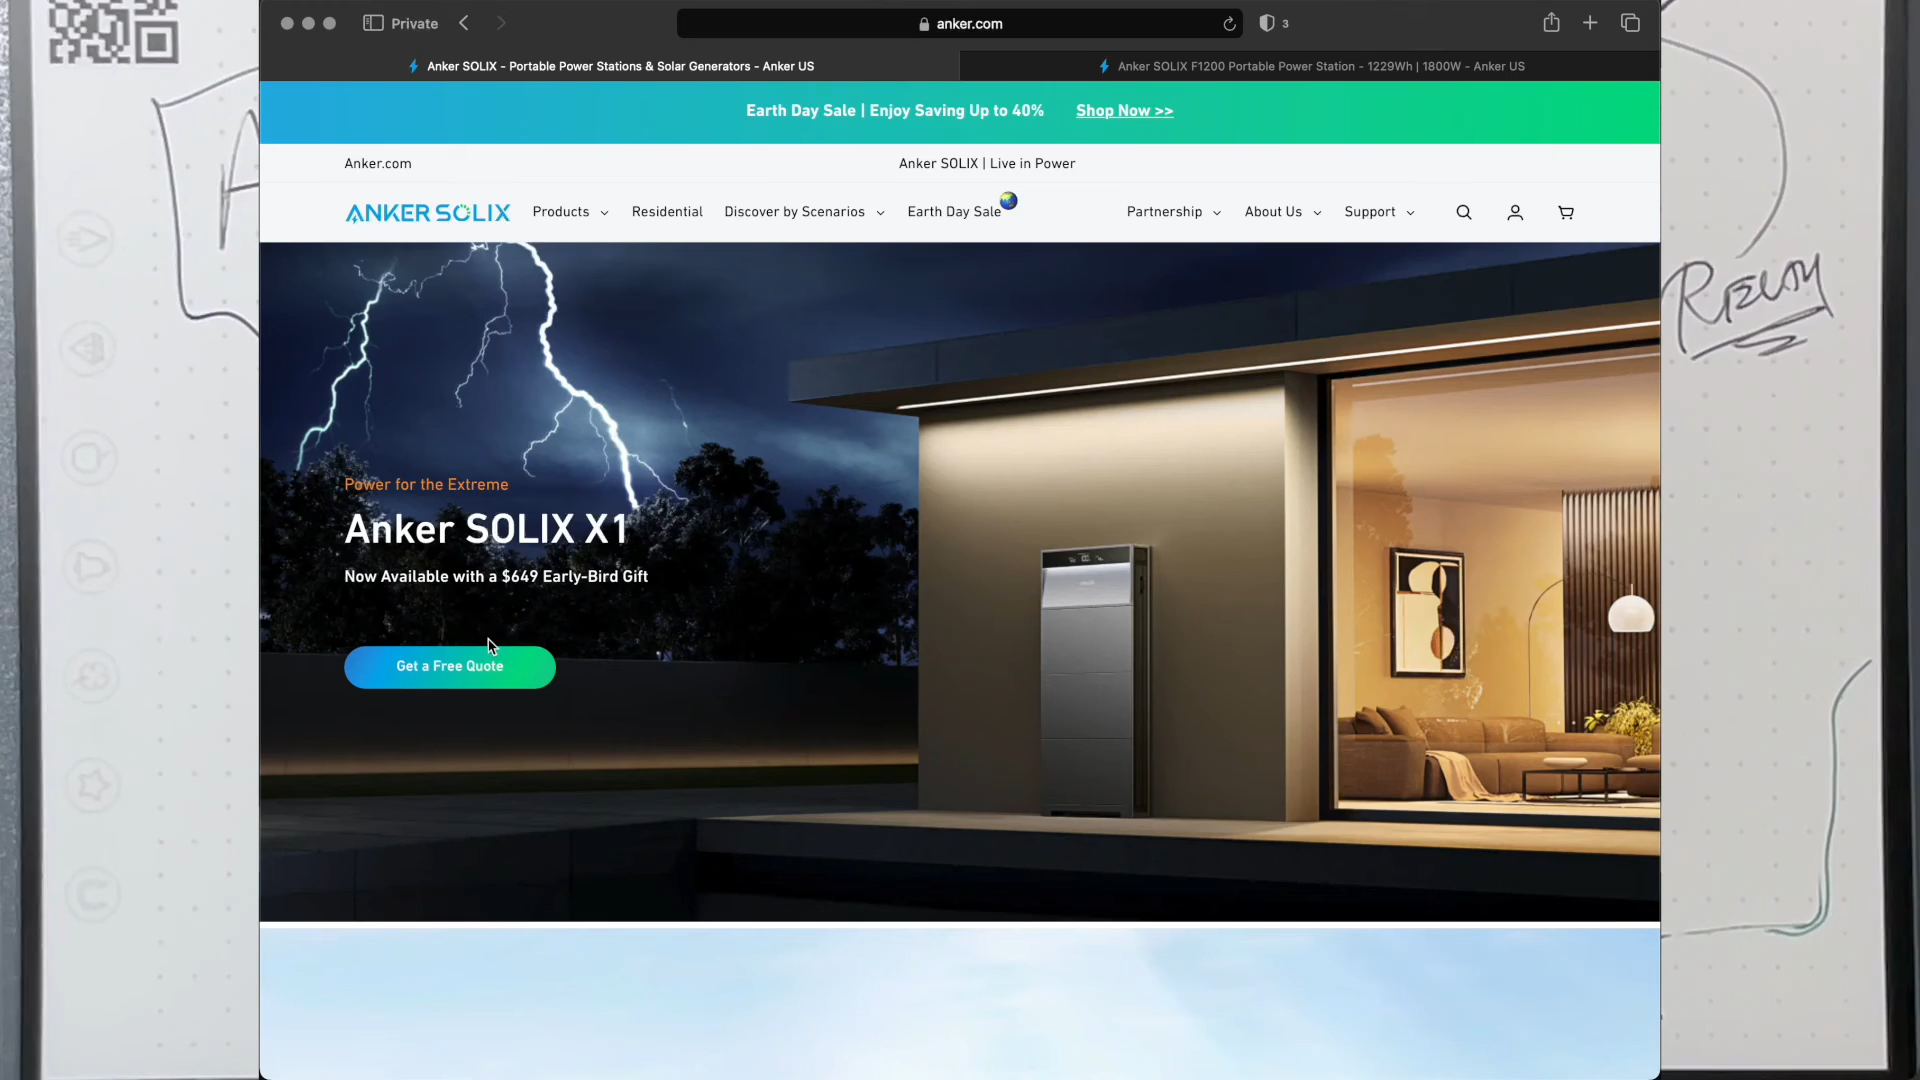 Private
anker.com
3
Anker SOLIX - Portable Power Stations & Solar Generators - Anker US
Anker SOLIX F1200 Portable Power Station - 1229Wh | 1800W - Anker US
Earth Day Sale | Enjoy Saving Up to 40% Shop Now >>
Anker.com
Anker SOLIX | Live in Power
ANKER SOLIX
Products
Residential
Discover by Scenarios
Earth Day Sale
Partnership
About Us
Support
Power for the Extreme
Anker SOLIX X1
Now Available with a $649 Early-Bird Gift
Get a Free Quote
RELAY